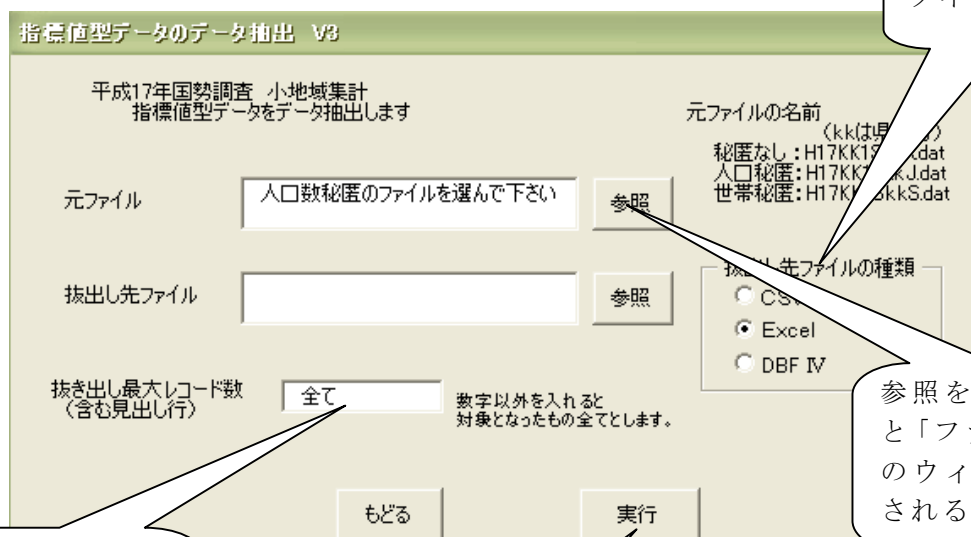 指標値型データのデータ抽出 V3
平成17年国勢調査 小地域集計
指標値型データをデータ抽出します
元ファイルの名前
秘匿なし:H17KK1
人口秘匿:H17KK
世帯秘匿:H17K
kkS.dat
元ファイル
人口数秘匿のファイルを選んで下さい
参照
抜出し先ファイルの種類
抜出し先ファイル
参照
Excel
DBF Ⅳ
抜き出し最大レコード数
(含む見出し行)
全て
数字以外を入れると
対象となったもの全てとします。
もどる
実行
参照を
と「フ
のウィ
される